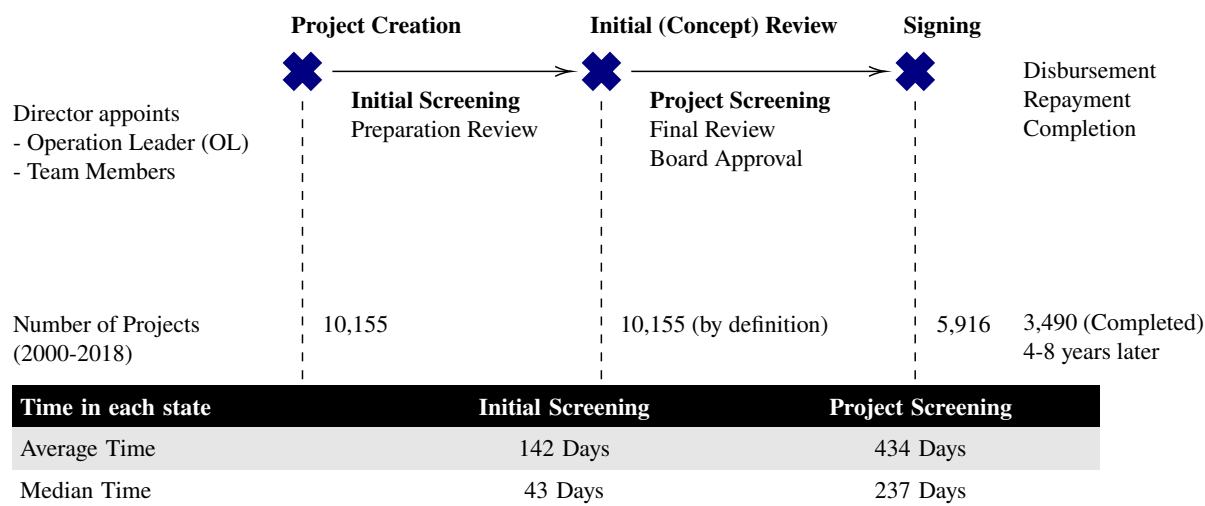 Project Creation Initial (Concept) Review Signing
Initial Screening
Preparation Review
Project Screening
Final Review
Board Approval
Disbursement
Repayment
Completion
Director appoints
- Operation Leader (OL)
- Team Members
Number of Projects
(2000-2018)
10,155
10,155 (by definition)
5,916
3,490 (Completed)
4-8 years later
Time in each state Initial Screening Project Screening
Average Time 142 Days 434 Days
Median Time 43 Days 237 Days